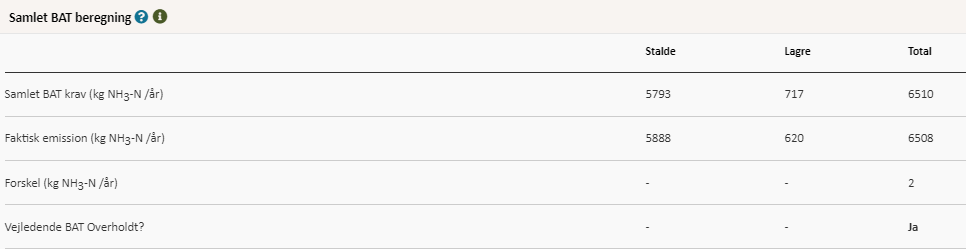 Samlet BAT beregning ? i
Stalde Lagre Total
Samlet BAT krav (kg NH3-N /år) 5793 717 6510
Faktisk emission (kg NH3-N /år) 5888 620 6508
Forskel (kg NH3-N /år) - - 2
Vejledende BAT Overholdt? - - Ja